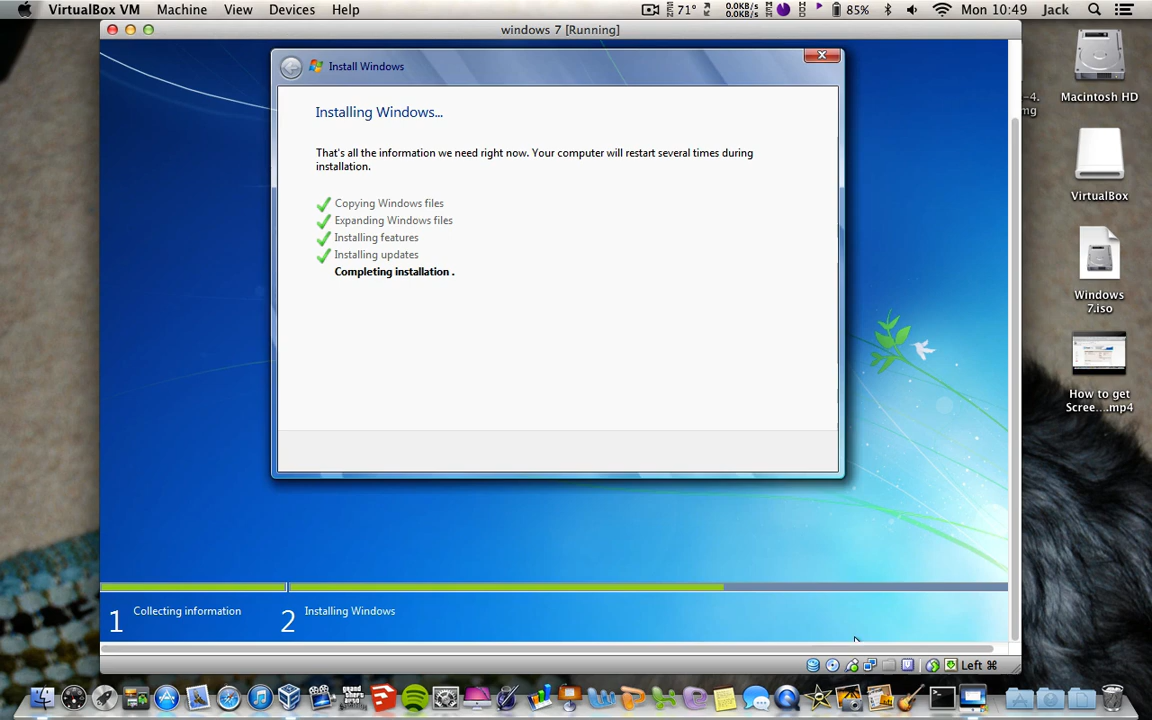 VirtualBox VM Machine View Devices Help 71° 0.0KB/s 0.0KB/s 85% Mon 10:49 Jack
windows 7 [Running]
Install Windows
Installing Windows...
That's all the information we need right now. Your computer will restart several times during
installation.
Copying Windows files
Expanding Windows files
Installing features
Installing updates
Completing installation .
1 Collecting information 2 Installing Windows
Left ⌘
Macintosh HD
VirtualBox
Windows
7.iso
How to get
Scree....mp4